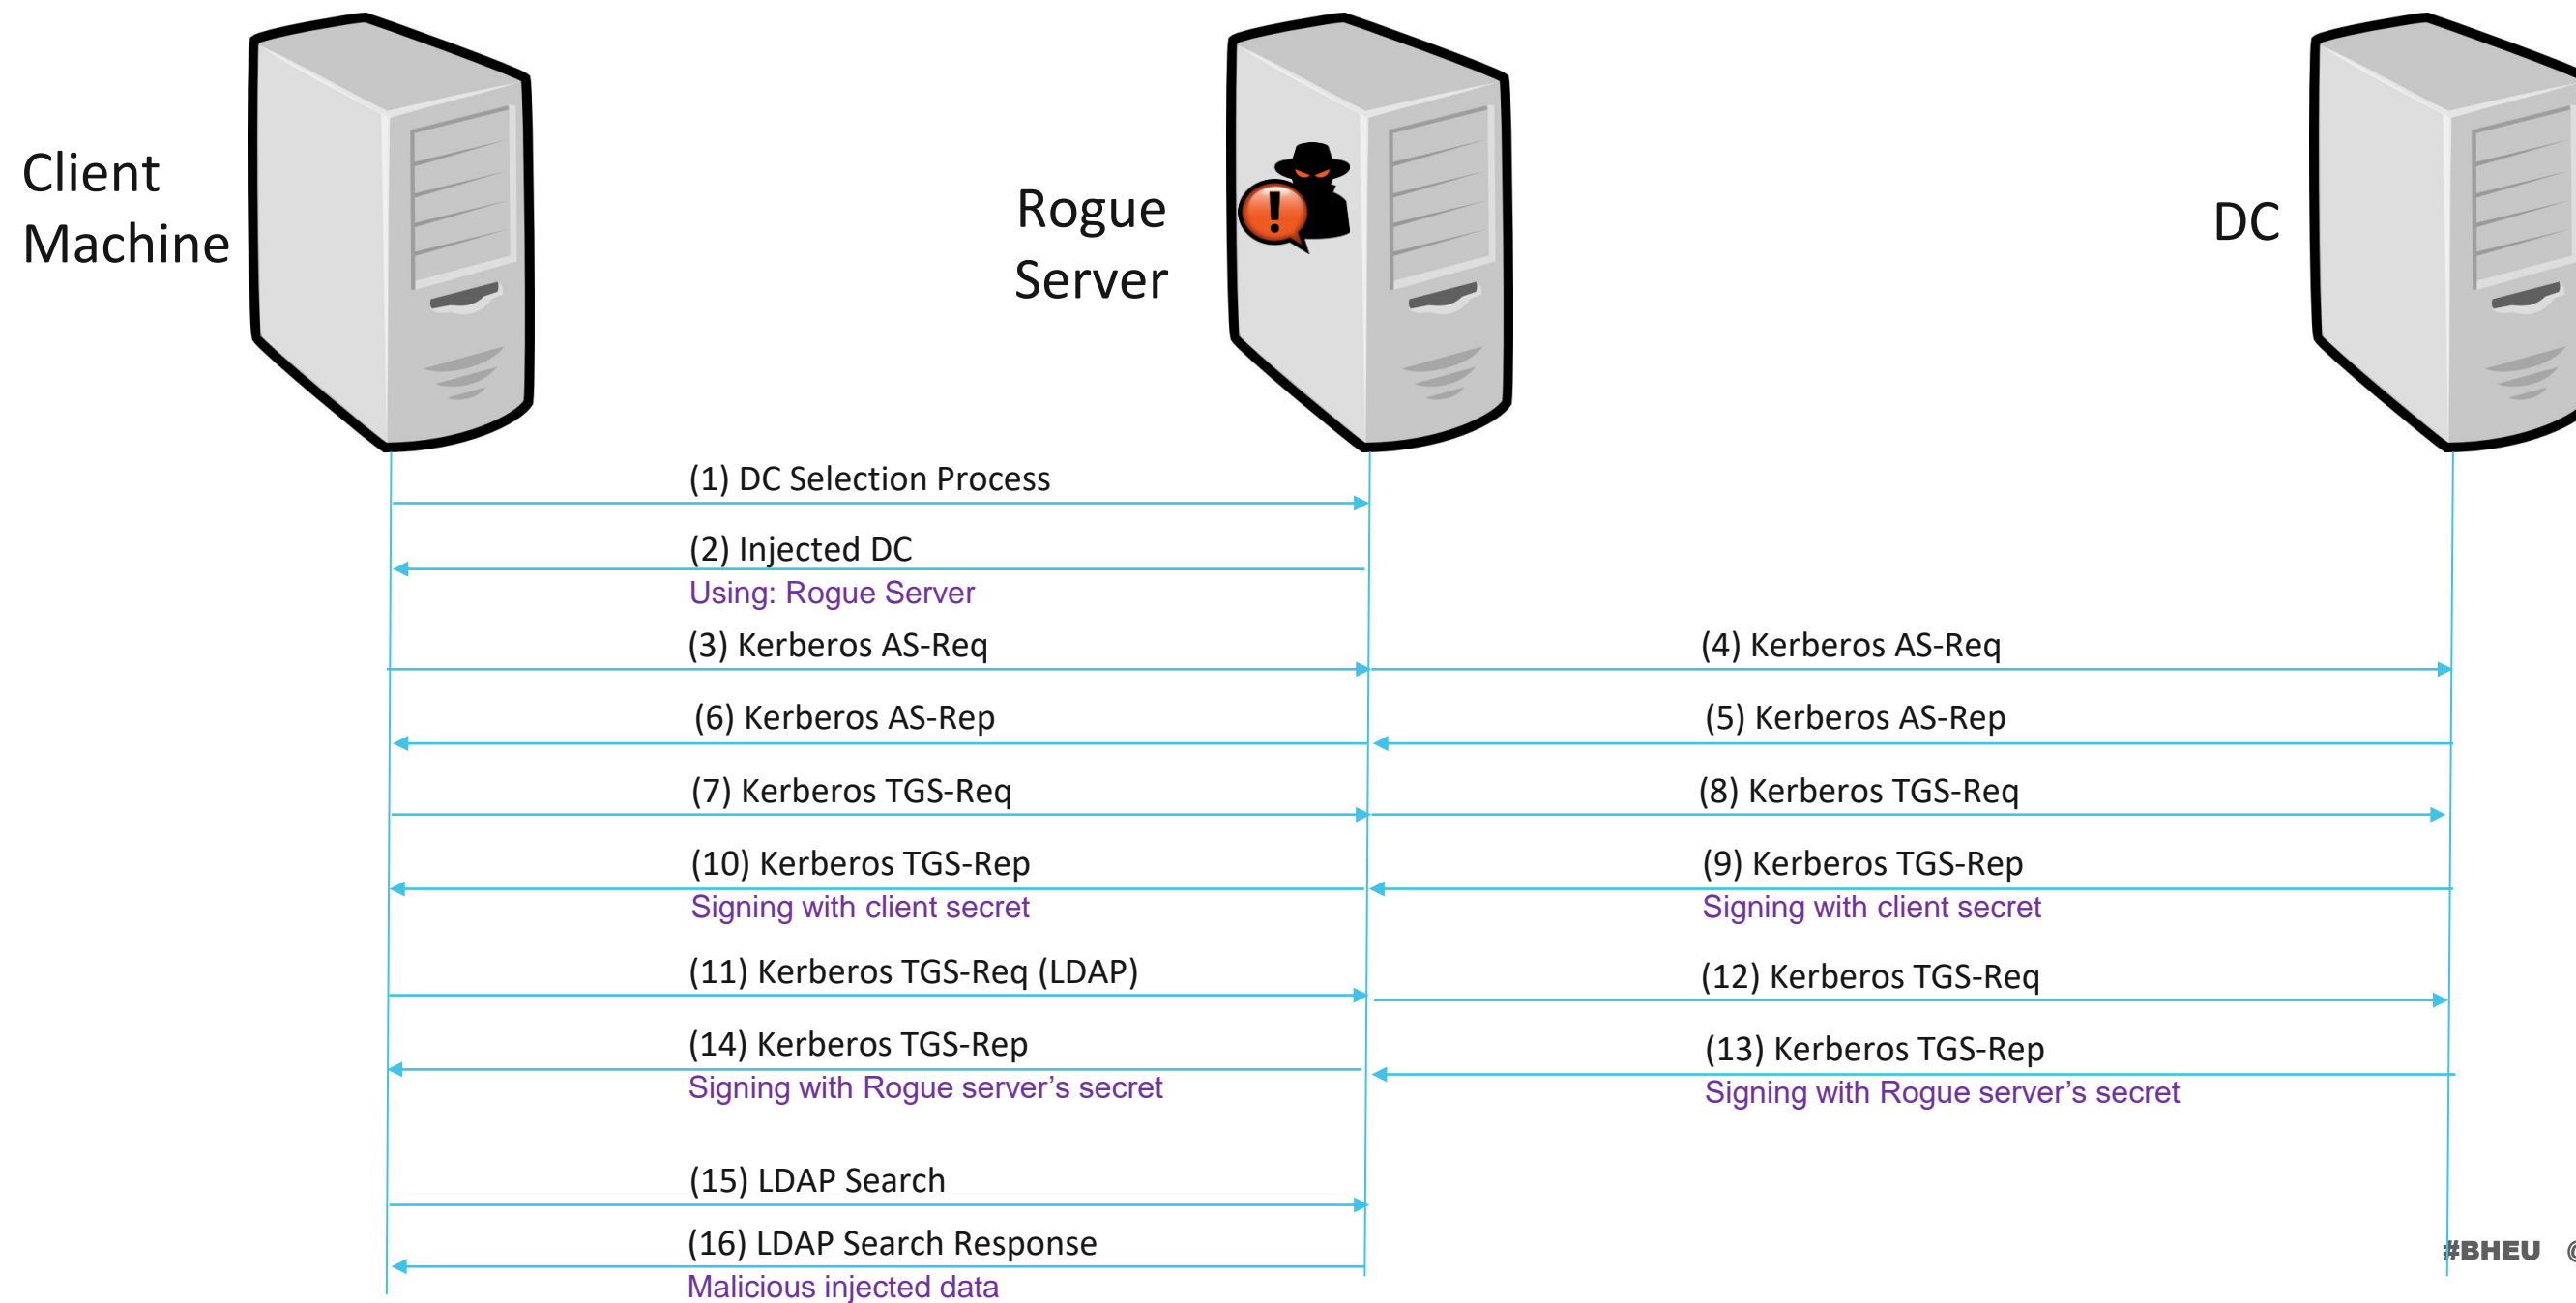 Client
Machine
Rogue
Server
DC
(1) DC Selection Process
(2) Injected DC
Using: Rogue Server
(3) Kerberos AS-Req
(4) Kerberos AS-Req
(6) Kerberos AS-Rep
(5) Kerberos AS-Rep
(7) Kerberos TGS-Req
(8) Kerberos TGS-Req
(10) Kerberos TGS-Rep
Signing with client secret
(9) Kerberos TGS-Rep
Signing with client secret
(11) Kerberos TGS-Req (LDAP)
(12) Kerberos TGS-Req
(14) Kerberos TGS-Rep
Signing with Rogue server’s secret
(13) Kerberos TGS-Rep
Signing with Rogue server’s secret
(15) LDAP Search
(16) LDAP Search Response
Malicious injected data
#BHEU